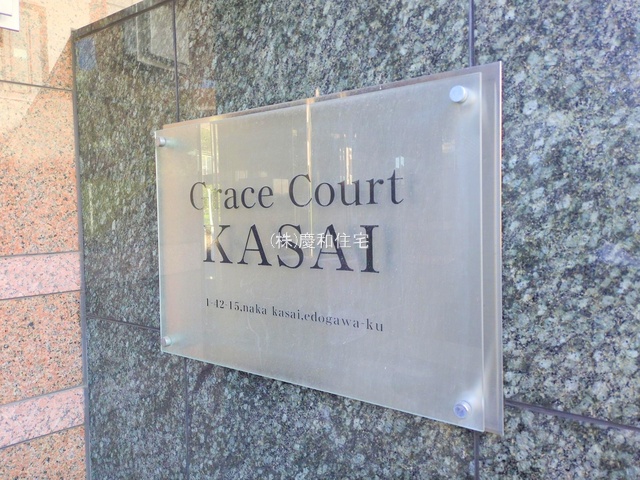 Grace Court
KASAI
(株)慶和住宅
1-42-15,naka kasai,edogawa-ku